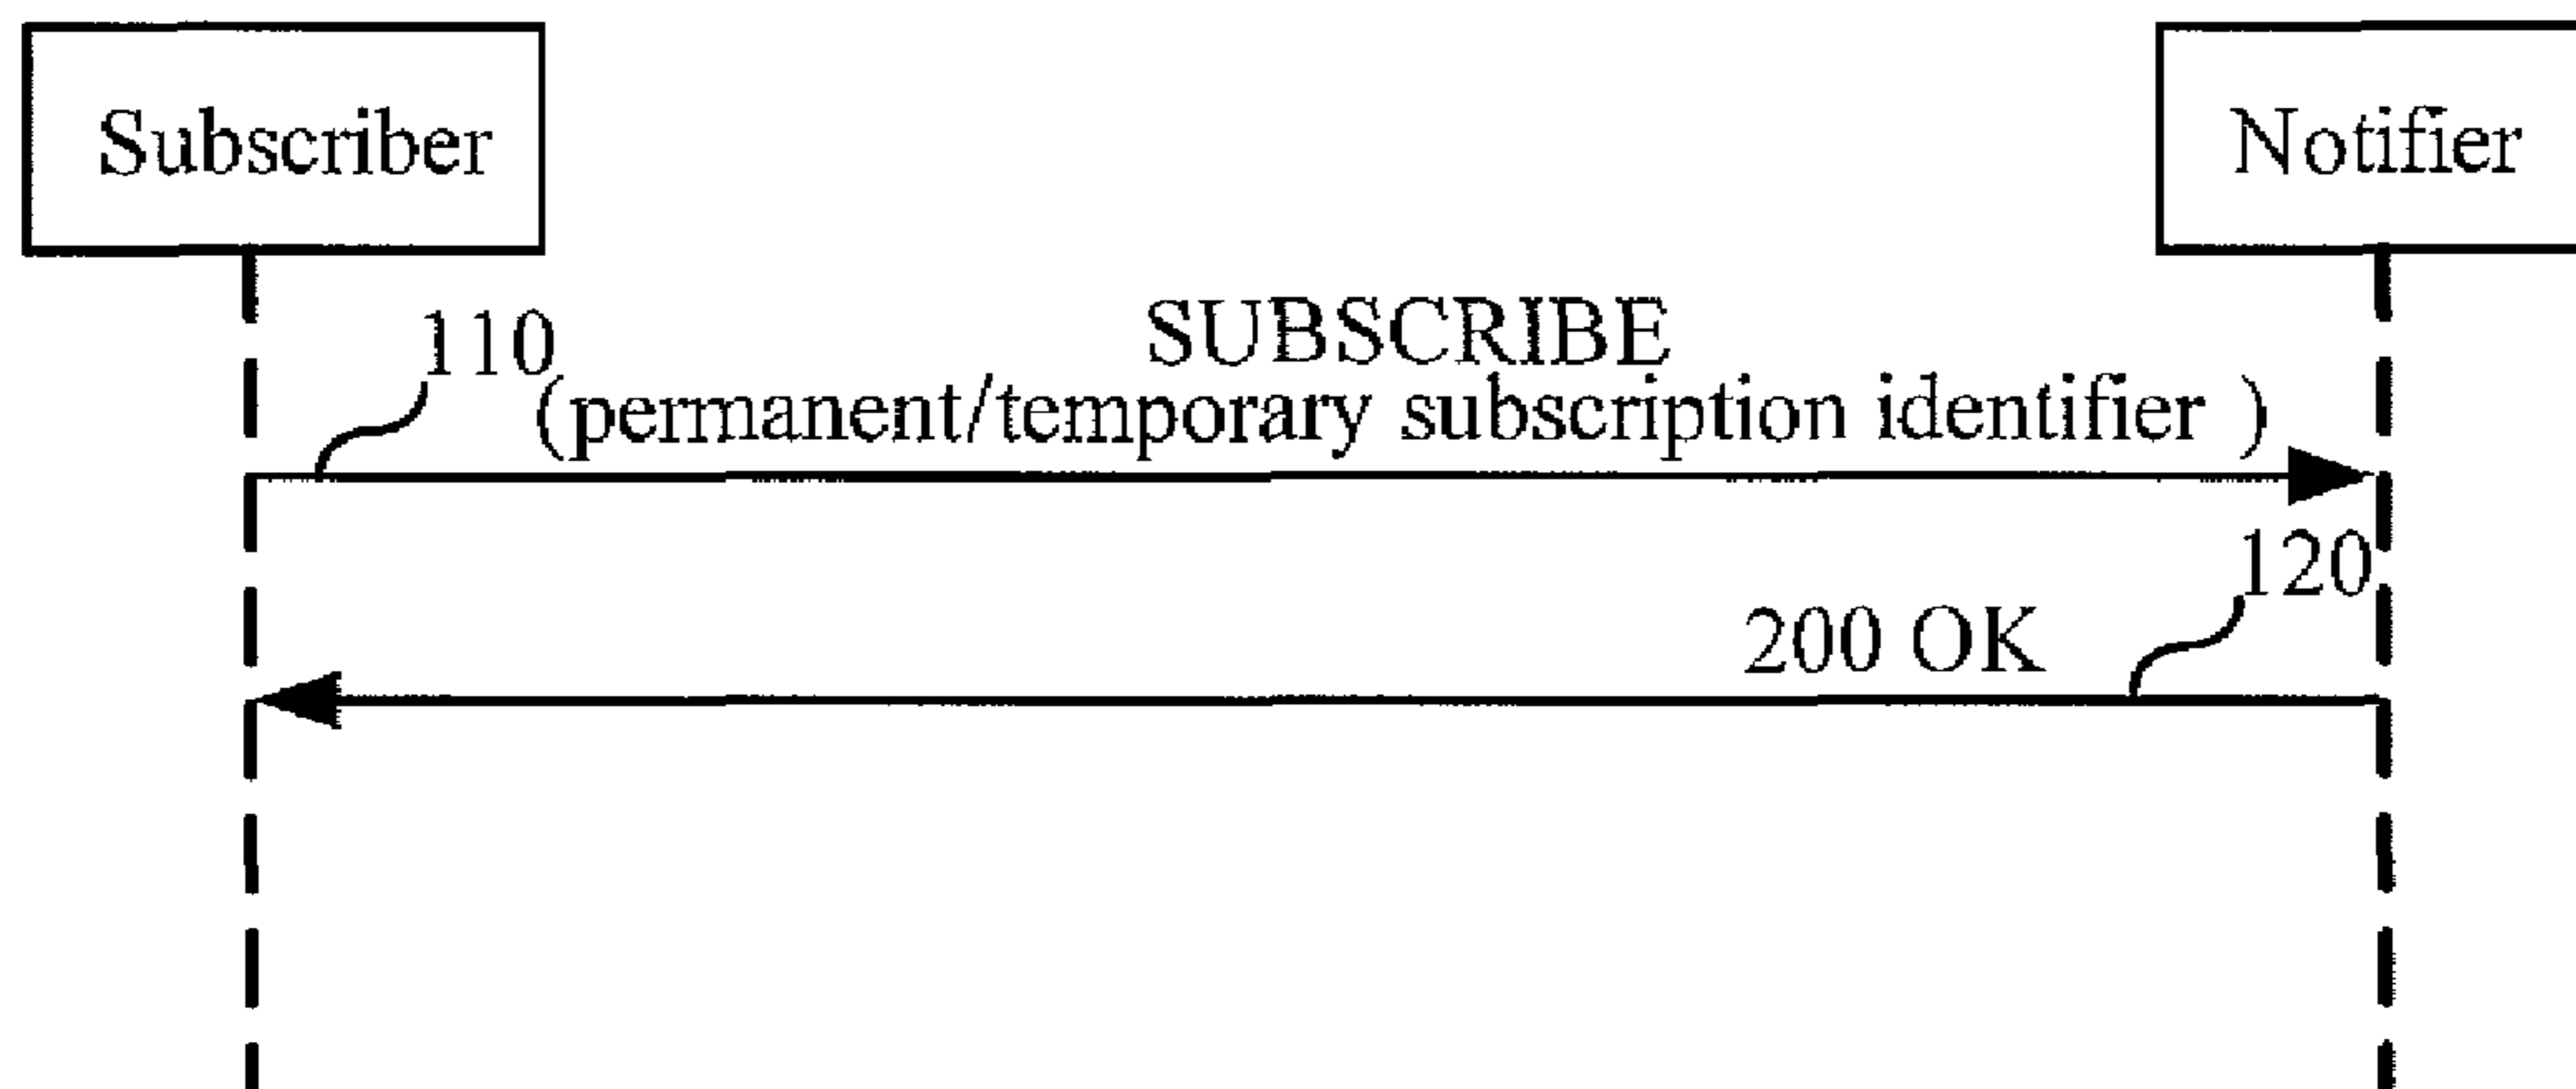 Subscriber
Notifier
110
SUBSCRIBE
(permanent/temporary subscription identifier )
120
200 OK